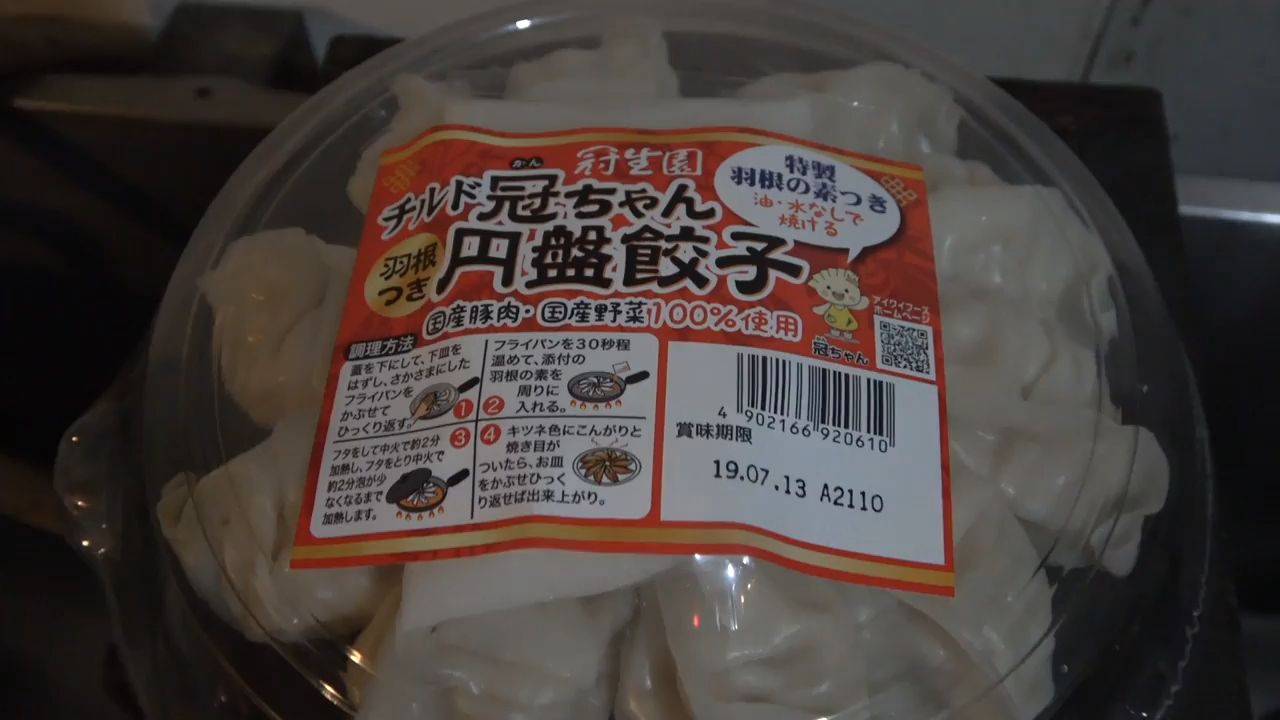 冠生園
かん
チルド冠ちゃん
羽根つき
円盤餃子
特製
羽根の素つき
油・水なしで
焼ける
国産豚肉・国産野菜100%使用
アイワイフーズ
ホームページ
冠ちゃん
調理方法
蓋を下にして、下皿を
はずし、さかさまにした
フライパンを
かぶせて
ひっくり返す。
1
フライパンを30秒程
温めて、添付の
羽根の素を
周りに
入れる。
2
フタをして中火で約2分
加熱し、フタをとり中火で
約2分泡が少
なくなるまで
加熱します。
3
4
キツネ色にこんがりと
焼き目が
ついたら、お皿
をかぶせひっく
り返せば出来上がり。
4 902166 920610
賞味期限
19.07.13 A2110